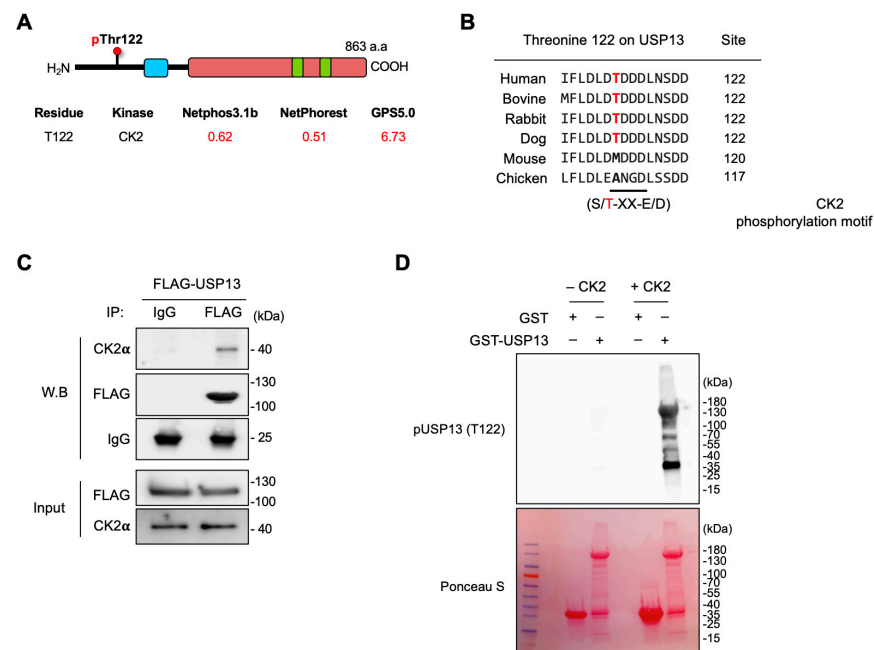 A
pThr122
863 a.a
H₂N
COOH
Residue Kinase Netphos3.1b NetPhorest GPS5.0
T122 CK2 0.62 0.51 6.73
B
Threonine 122 on USP13 Site
Human IFLDLDTDDDLNSDD 122
Bovine MFLDLDTDDDLNSDD 122
Rabbit IFLDLDTDDDLNSDD 122
Dog IFLDLDTDDDLNSDD 122
Mouse IFLDLDMDDDLNSDD 120
Chicken LFLDLEANGDLSSDD 117
(S/T-XX-E/D)
CK2
phosphorylation motif
C
FLAG-USP13
IP: IgG FLAG (kDa)
W.B
CK2α - 40
FLAG -130
-100
IgG - 25
Input
FLAG -130
-100
CK2α - 40
D
– CK2 + CK2
GST + – + –
GST-USP13 – + – +
(kDa)
pUSP13 (T122)
-180
-130
-100
-70
-55
-40
-35
-25
-15
(kDa)
Ponceau S
-180
-130
-100
-70
-55
-40
-35
-25
-15